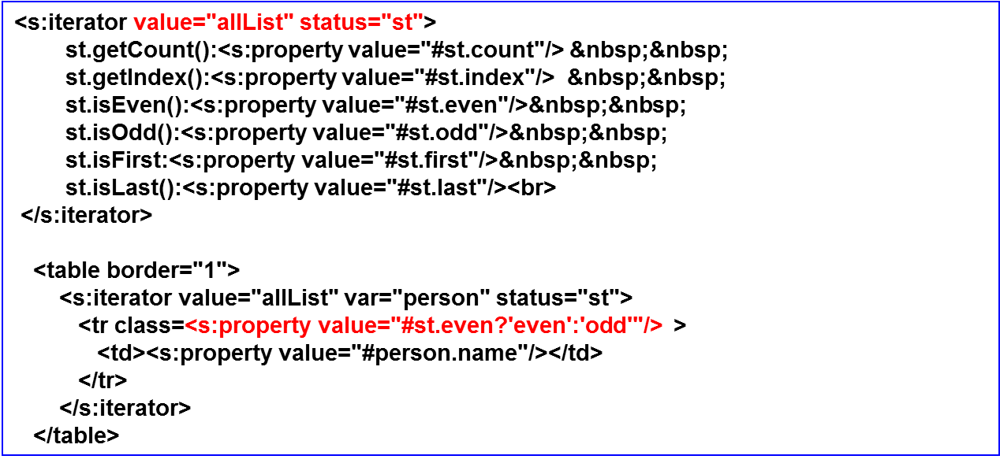 <s:iterator value="allList" status="st">
st.getCount():<s:property value="#st.count"/> &nbsp;&nbsp;
st.getIndex():<s:property value="#st.index"/>  &nbsp;&nbsp;
st.isEven():<s:property value="#st.even"/>&nbsp;&nbsp;
st.isOdd():<s:property value="#st.odd"/>&nbsp;&nbsp;
st.isFirst:<s:property value="#st.first"/>&nbsp;&nbsp;
st.isLast():<s:property value="#st.last"/><br>
</s:iterator>
<table border="1">
<s:iterator value="allList" var="person" status="st">
<tr class=<s:property value="#st.even?'even':'odd'"/>  >
<td><s:property value="#person.name"/></td>
</tr>
</s:iterator>
</table>